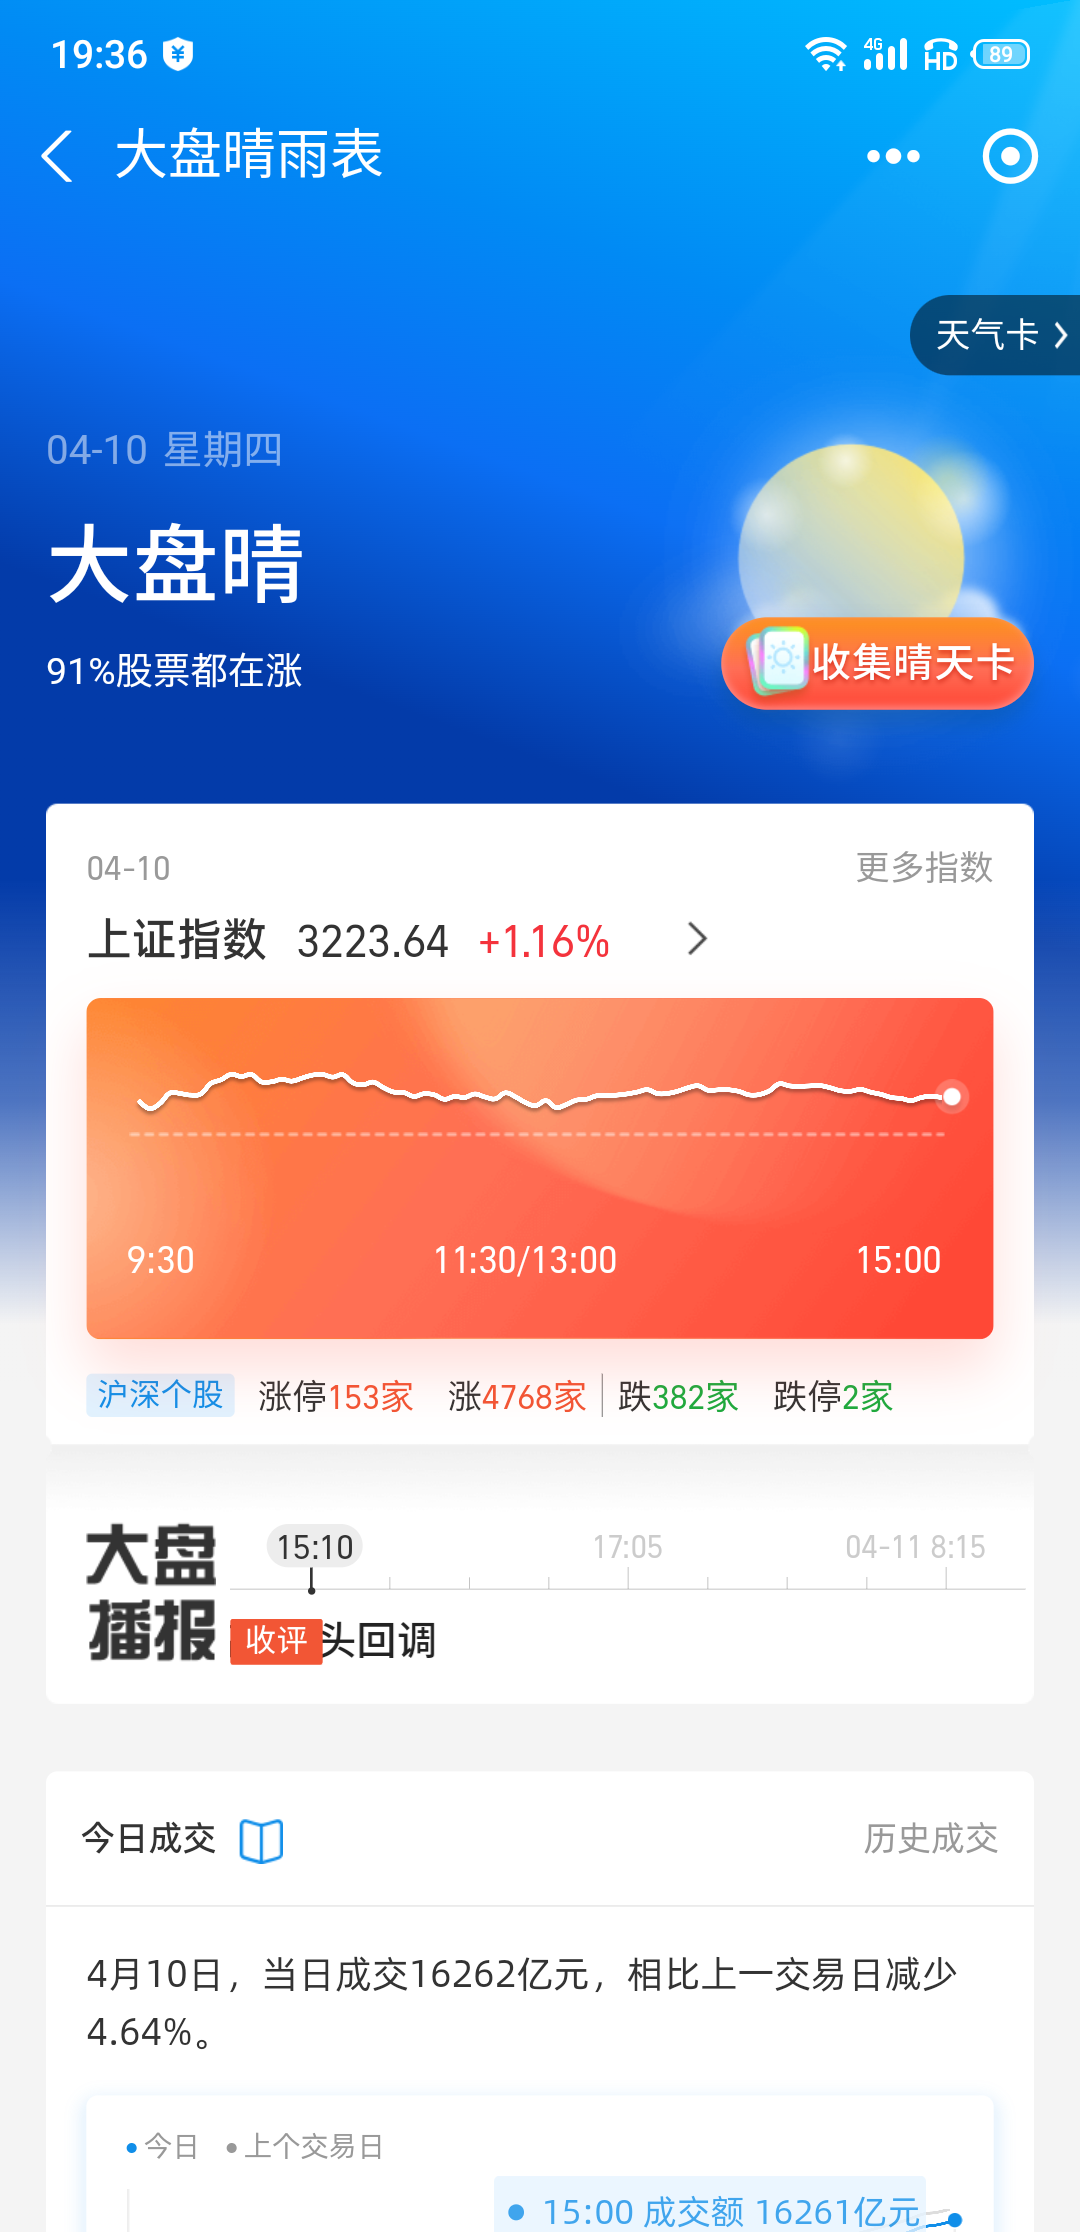 19:36
4G HD 89
大盘晴雨表
天气卡
04-10 星期四
大盘晴
91%股票都在涨
收集晴天卡
04-10 更多指数
上证指数 3223.64 +1.16%
9:30 11:30/13:00 15:00
沪深个股 涨停153家 涨4768家 跌382家 跌停2家
大盘播报
15:10 17:05 04-11 8:15
收评 头回调
今日成交 历史成交
4月10日，当日成交16262亿元，相比上一交易日减少
4.64%。
今日 上个交易日
15:00 成交额 16261亿元